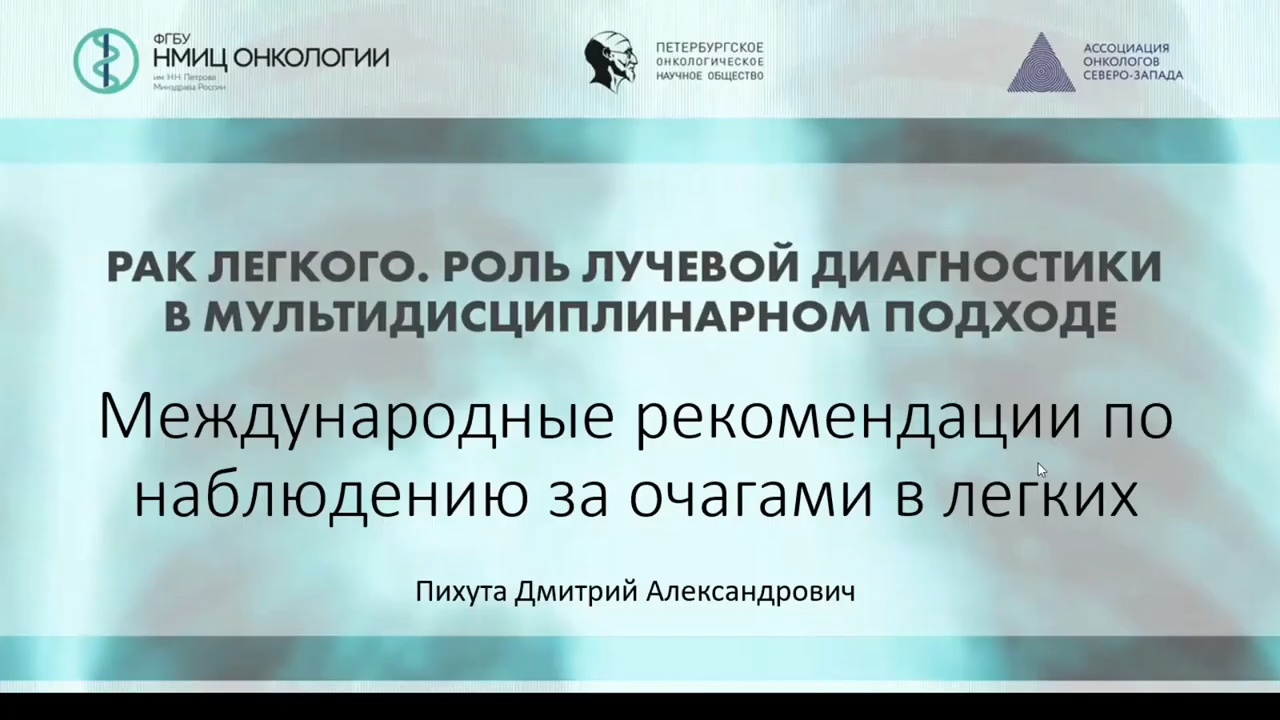 ФГБУ
НМИЦ ОНКОЛОГИИ
им НН Петрова
Минздрава России
ПЕТЕРБУРГСКОЕ
ОНКОЛОГИЧЕСКОЕ
НАУЧНОЕ ОБЩЕСТВО
АССОЦИАЦИЯ
ОНКОЛОГОВ
СЕВЕРО-ЗАПАДА
РАК ЛЕГКОГО. РОЛЬ ЛУЧЕВОЙ ДИАГНОСТИКИ
В МУЛЬТИДИСЦИПЛИНАРНОМ ПОДХОДЕ
Международные рекомендации по
наблюдению за очагами в легких
Пихута Дмитрий Александрович